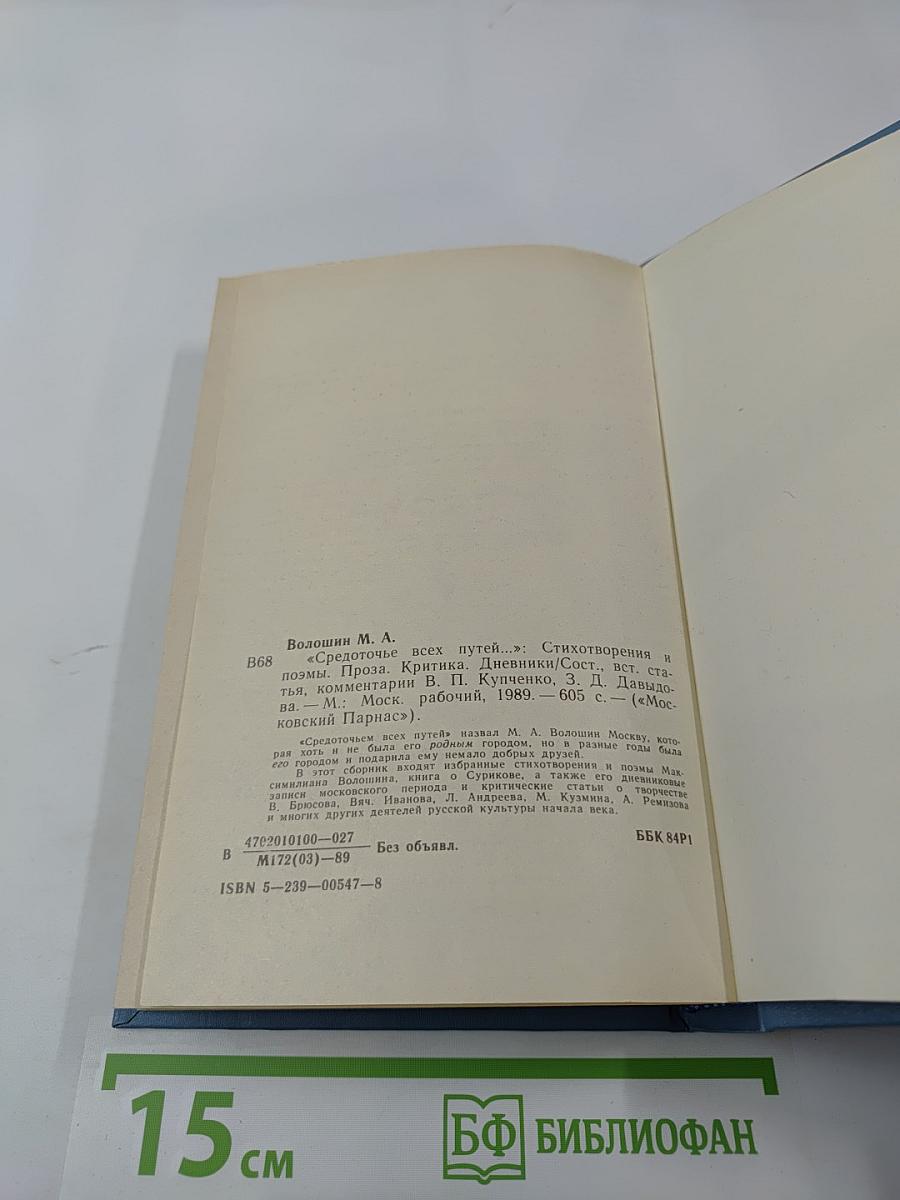 Волошин М. А.
В68 «Средоточье всех путей...»: Стихотворения и
поэмы. Проза. Критика. Дневники/Сост., вст. ста-
тья, комментарии В. П. Купченко, З. Д. Давыдо-
ва. — М.: Моск. рабочий, 1989. — 605 с. — («Мос-
ковский Парнас»).
«Средоточьем всех путей» назвал М. А. Волошин Москву, кото-
рая хоть и не была его родным городом, но в разные годы была
его городом и подарила ему немало добрых друзей.
В этот сборник входят избранные стихотворения и поэмы Мак-
симилиана Волошина, книга о Сурикове, а также его дневниковые
записи московского периода и критические статьи о творчестве
В. Брюсова, Вяч. Иванова, Л. Андреева, М. Кузмина, А. Ремизова
и многих других деятелей русской культуры начала века.
4702010100—027
В Без объявл. ББК 84Р1
М172(03)—89
ISBN 5—239—00547—8
15 см
БФ БИБЛИОФАН